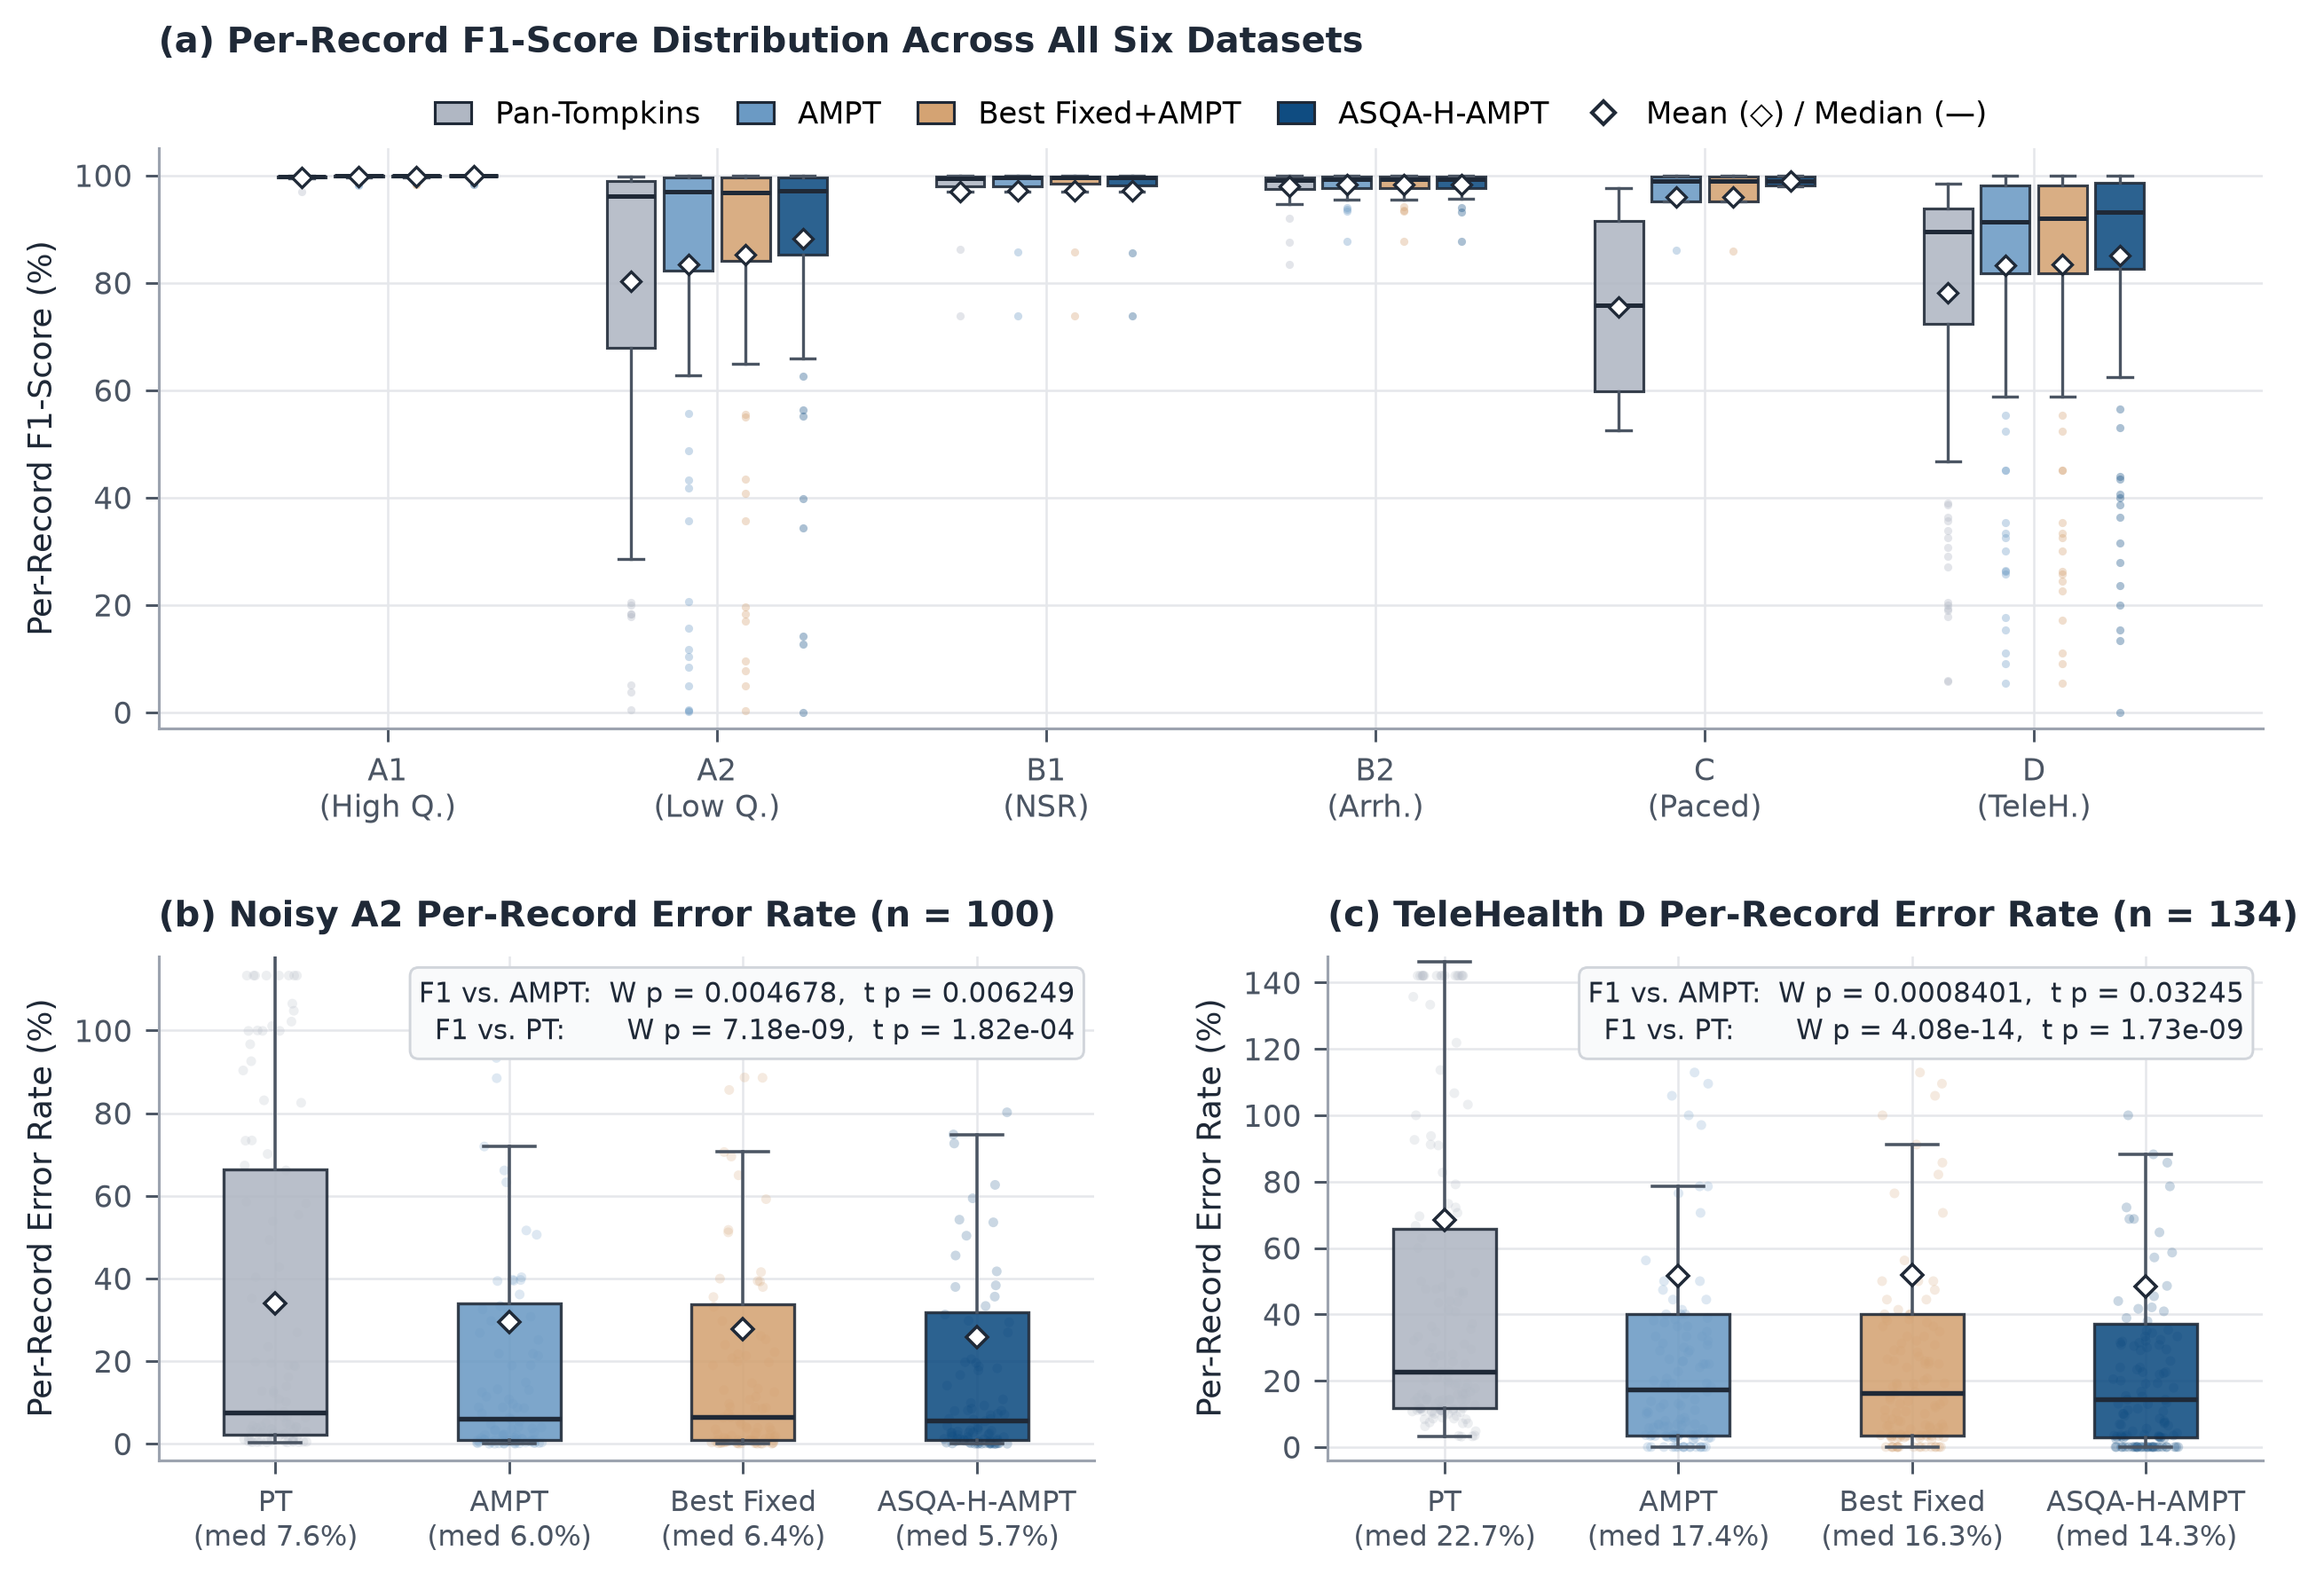 (a) Per-Record F1-Score Distribution Across All Six Datasets
Pan-Tompkins AMPT Best Fixed+AMPT ASQA-H-AMPT Mean (◇) / Median (—)
Per-Record F1-Score (%)
100
80
60
40
20
0
A1 A2 B1 B2 C D
(High Q.) (Low Q.) (NSR) (Arrh.) (Paced) (TeleH.)
(b) Noisy A2 Per-Record Error Rate (n = 100)
F1 vs. AMPT: W p = 0.004678, t p = 0.006249
F1 vs. PT: W p = 7.18e-09, t p = 1.82e-04
Per-Record Error Rate (%)
100
80
60
40
20
0
PT AMPT Best Fixed ASQA-H-AMPT
(med 7.6%) (med 6.0%) (med 6.4%) (med 5.7%)
(c) TeleHealth D Per-Record Error Rate (n = 134)
F1 vs. AMPT: W p = 0.0008401, t p = 0.03245
F1 vs. PT: W p = 4.08e-14, t p = 1.73e-09
Per-Record Error Rate (%)
140
120
100
80
60
40
20
0
PT AMPT Best Fixed ASQA-H-AMPT
(med 22.7%) (med 17.4%) (med 16.3%) (med 14.3%)